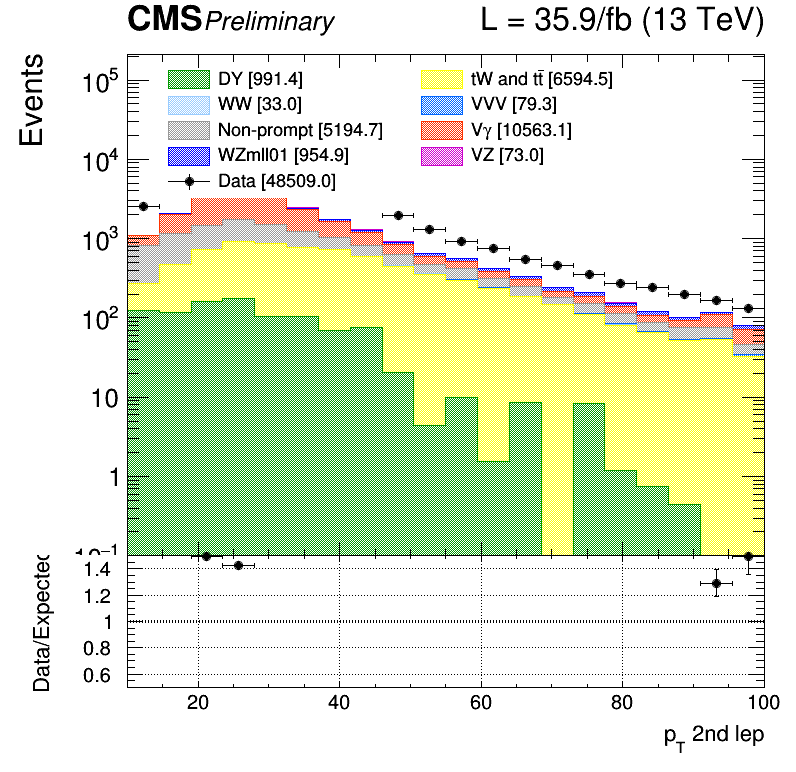 CMS Preliminary L = 35.9/fb (13 TeV)
Events
10⁵
10⁴
10³
10²
10
1
10⁻¹
DY [991.4]
WW [33.0]
Non-prompt [5194.7]
WZmll01 [954.9]
Data [48509.0]
tW and tt̄ [6594.5]
VVV [79.3]
Vγ [10563.1]
VZ [73.0]
Data/Expected
1.4
1.2
1
0.8
0.6
20 40 60 80 100
p_T 2nd lep